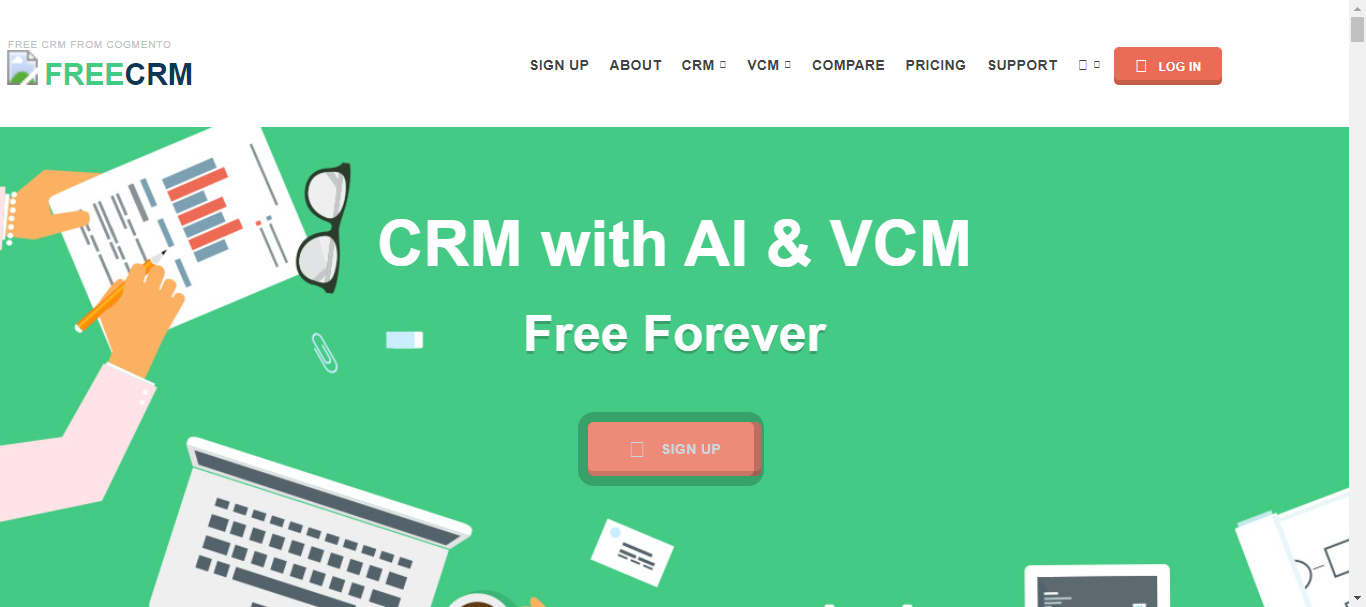 FREE CRM FROM COGMENTO
FREECRM
SIGN UP ABOUT CRM VCM COMPARE PRICING SUPPORT LOG IN
CRM with AI & VCM
Free Forever
SIGN UP